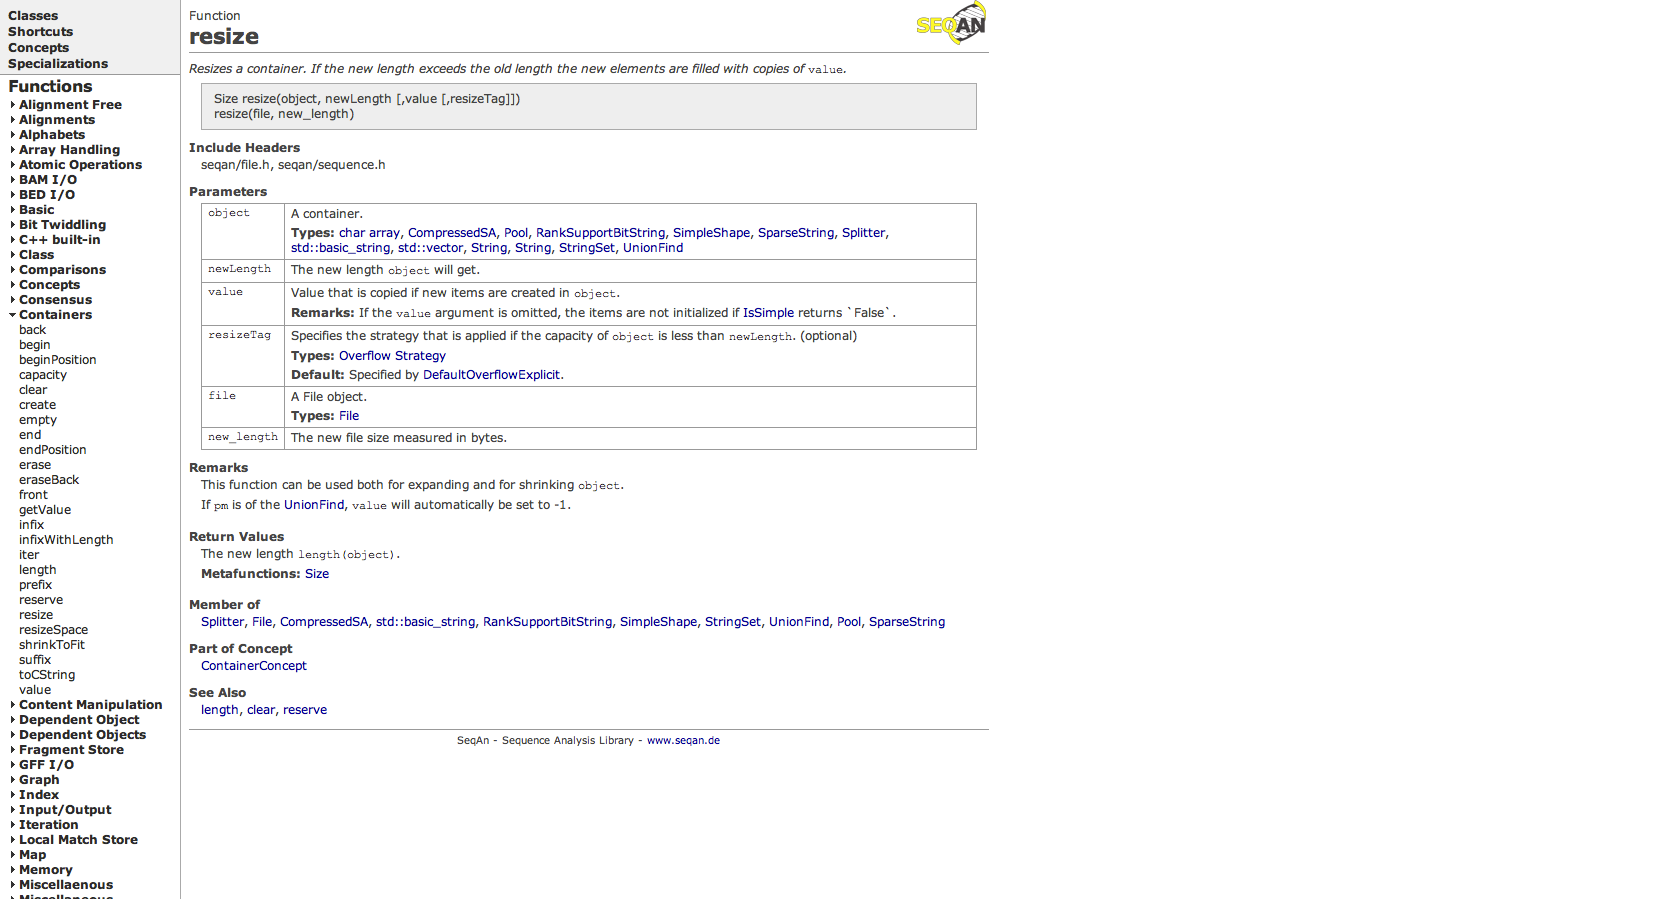 Classes
Shortcuts
Concepts
Specializations
Functions
Alignment Free
Alignments
Alphabets
Array Handling
Atomic Operations
BAM I/O
BED I/O
Basic
Bit Twiddling
C++ built-in
Class
Comparisons
Concepts
Consensus
Containers
back
begin
beginPosition
capacity
clear
create
empty
end
endPosition
erase
eraseBack
front
getValue
infix
infixWithLength
iter
length
prefix
reserve
resize
resizeSpace
shrinkToFit
suffix
toCString
value
Content Manipulation
Dependent Object
Dependent Objects
Fragment Store
GFF I/O
Graph
Index
Input/Output
Iteration
Local Match Store
Map
Memory
Miscellaenous
Miscellaneous
Function
resize
SEQAN
Resizes a container. If the new length exceeds the old length the new elements are filled with copies of value.
Size resize(object, newLength [,value [,resizeTag]])
resize(file, new_length)
Include Headers
seqan/file.h, seqan/sequence.h
Parameters
object
A container.
Types: char array, CompressedSA, Pool, RankSupportBitString, SimpleShape, SparseString, Splitter,
std::basic_string, std::vector, String, String, StringSet, UnionFind
newLength
The new length object will get.
value
Value that is copied if new items are created in object.
Remarks: If the value argument is omitted, the items are not initialized if IsSimple returns `False`.
resizeTag
Specifies the strategy that is applied if the capacity of object is less than newLength. (optional)
Types: Overflow Strategy
Default: Specified by DefaultOverflowExplicit.
file
A File object.
Types: File
new_length
The new file size measured in bytes.
Remarks
This function can be used both for expanding and for shrinking object.
If pm is of the UnionFind, value will automatically be set to -1.
Return Values
The new length length(object).
Metafunctions: Size
Member of
Splitter, File, CompressedSA, std::basic_string, RankSupportBitString, SimpleShape, StringSet, UnionFind, Pool, SparseString
Part of Concept
ContainerConcept
See Also
length, clear, reserve
SeqAn - Sequence Analysis Library - www.seqan.de